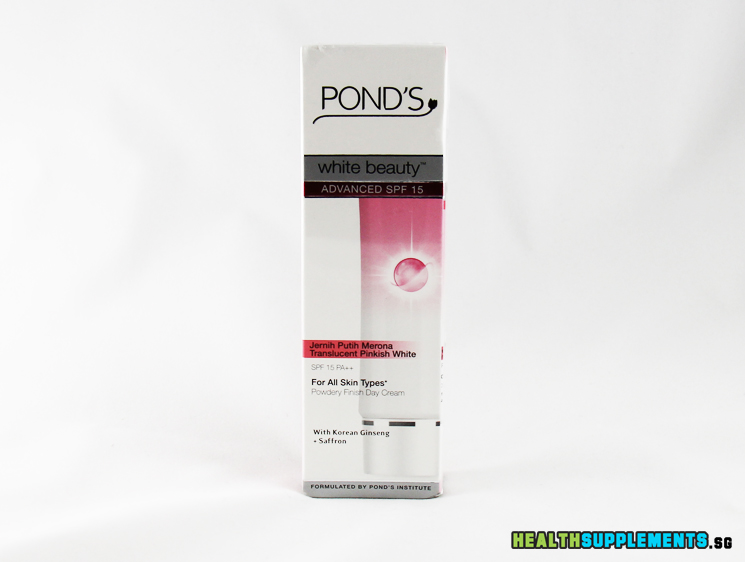 POND'S
white beauty™
ADVANCED SPF 15
Jernih Putih Merona
Translucent Pinkish White
SPF 15 PA++
For All Skin Types*
Powdery Finish Day Cream
With Korean Ginseng
+ Saffron
FORMULATED BY POND'S INSTITUTE
HEALTHSUPPLEMENTS.SG